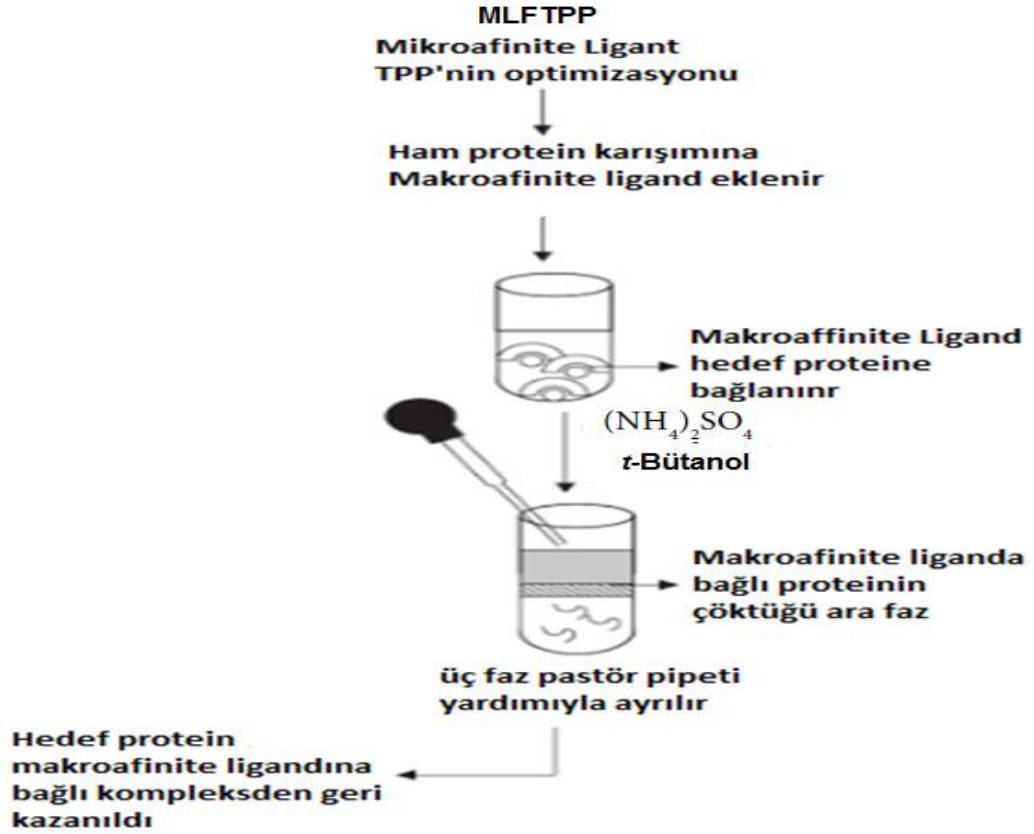 MLFTPP
Mikroafinite Ligant
TPP'nin optimizasyonu
Ham protein karışımına
Makroafinite ligand eklenir
Makroaffinite Ligand
hedef proteine
bağlanınr
(NH₄)₂SO₄
t-Bütanol
Makroafinite liganda
bağlı proteinin
çöktüğü ara faz
üç faz pastör pipeti
yardımıyla ayrılır
Hedef protein
makroafinite ligandına
bağlı kompleksden geri
kazanıldı